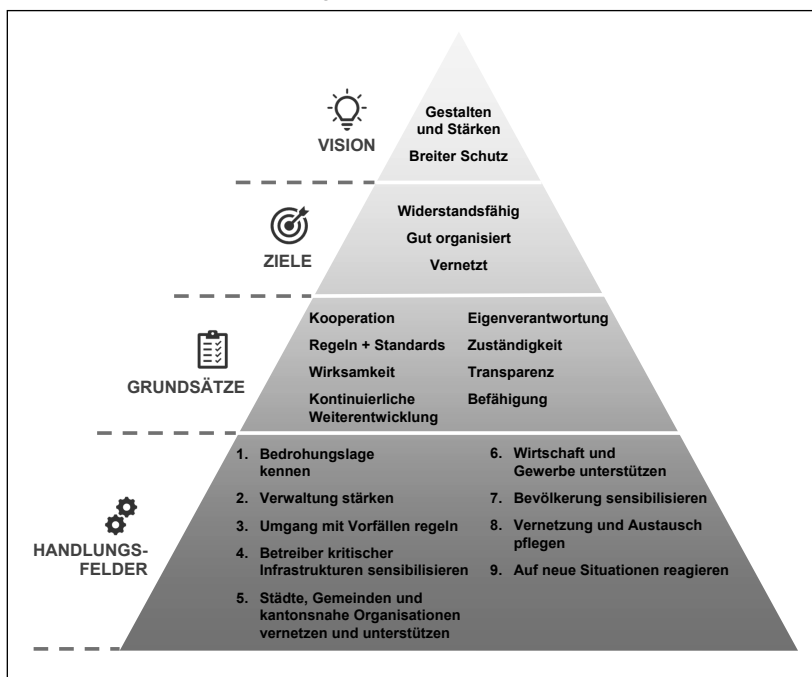 VISION
Gestalten
und Stärken
Breiter Schutz
ZIELE
Widerstandsfähig
Gut organisiert
Vernetzt
GRUNDSÄTZE
Kooperation
Regeln + Standards
Wirksamkeit
Kontinuierliche
Weiterentwicklung
Eigenverantwortung
Zuständigkeit
Transparenz
Befähigung
HANDLUNGS-
FELDER
1. Bedrohungslage
kennen
2. Verwaltung stärken
3. Umgang mit Vorfällen regeln
4. Betreiber kritischer
Infrastrukturen sensibilisieren
5. Städte, Gemeinden und
kantonsnahe Organisationen
vernetzen und unterstützen
6. Wirtschaft und
Gewerbe unterstützen
7. Bevölkerung sensibilisieren
8. Vernetzung und Austausch
pflegen
9. Auf neue Situationen reagieren